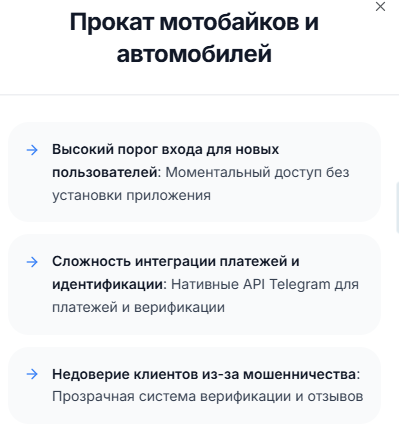 Прокат мотобайков и
автомобилей
Высокий порог входа для новых
пользователей: Моментальный доступ без
установки приложения
Сложность интеграции платежей и
идентификации: Нативные API Telegram для
платежей и верификации
Недоверие клиентов из-за мошенничества:
Прозрачная система верификации и отзывов